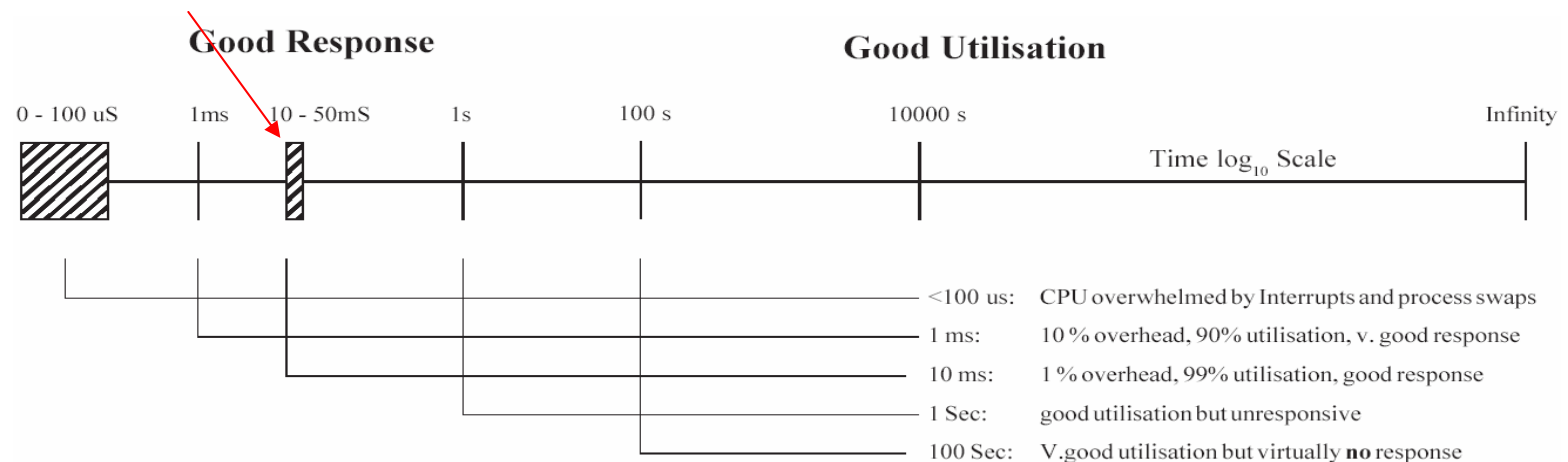 Good Response
Good Utilisation
0 - 100 uS
1ms
10 - 50mS
1s
100 s
10000 s
Infinity
Time log10 Scale
<100 us: CPU overwhelmed by Interrupts and process swaps
1 ms: 10 % overhead, 90% utilisation, v. good response
10 ms: 1 % overhead, 99% utilisation, good response
1 Sec: good utilisation but unresponsive
100 Sec: V.good utilisation but virtually no response